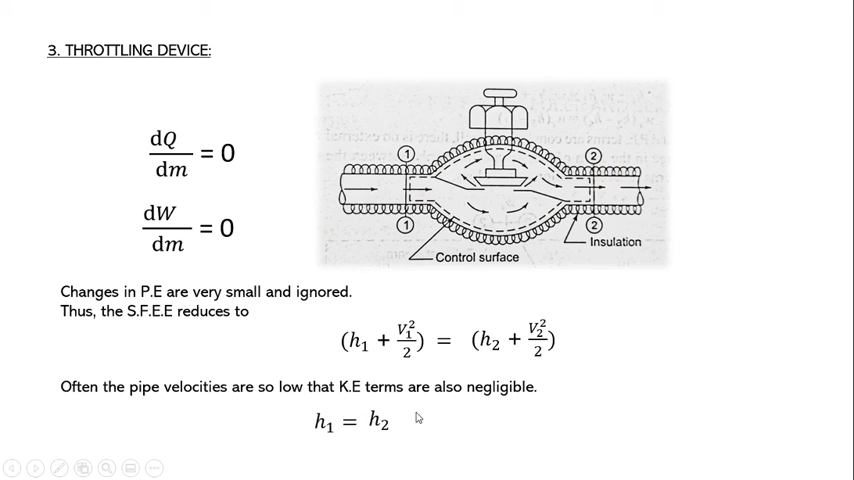 3. THROTTLING DEVICE:
dQ/dm = 0
dW/dm = 0
1
2
1
2
Insulation
Control surface
Changes in P.E are very small and ignored.
Thus, the S.F.E.E reduces to
(h₁ + V₁²/2) = (h₂ + V₂²/2)
Often the pipe velocities are so low that K.E terms are also negligible.
h₁ = h₂